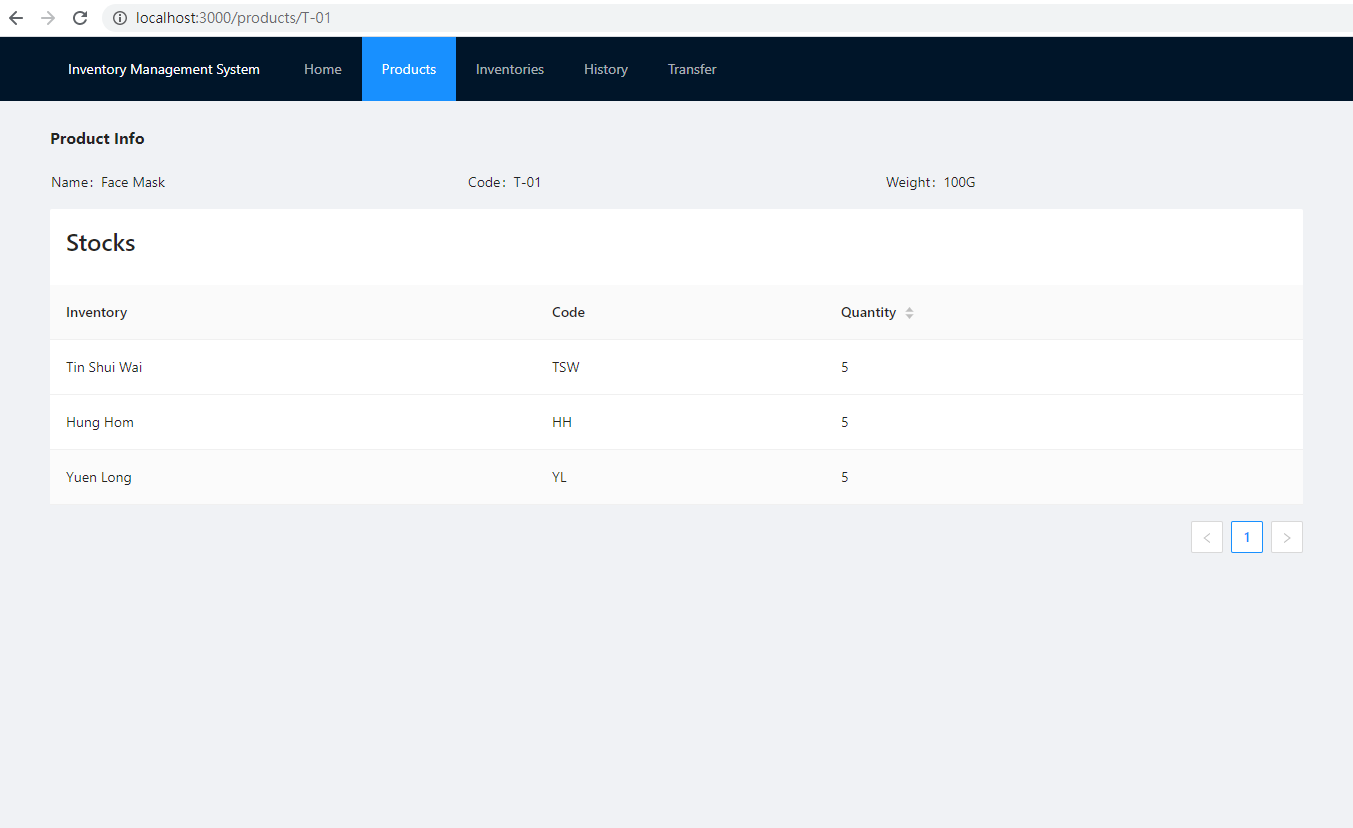 localhost:3000/products/T-01
Inventory Management System Home Products Inventories History Transfer
Product Info
Name: Face Mask Code: T-01 Weight: 100G
Stocks
Inventory Code Quantity
Tin Shui Wai TSW 5
Hung Hom HH 5
Yuen Long YL 5
< 1 >